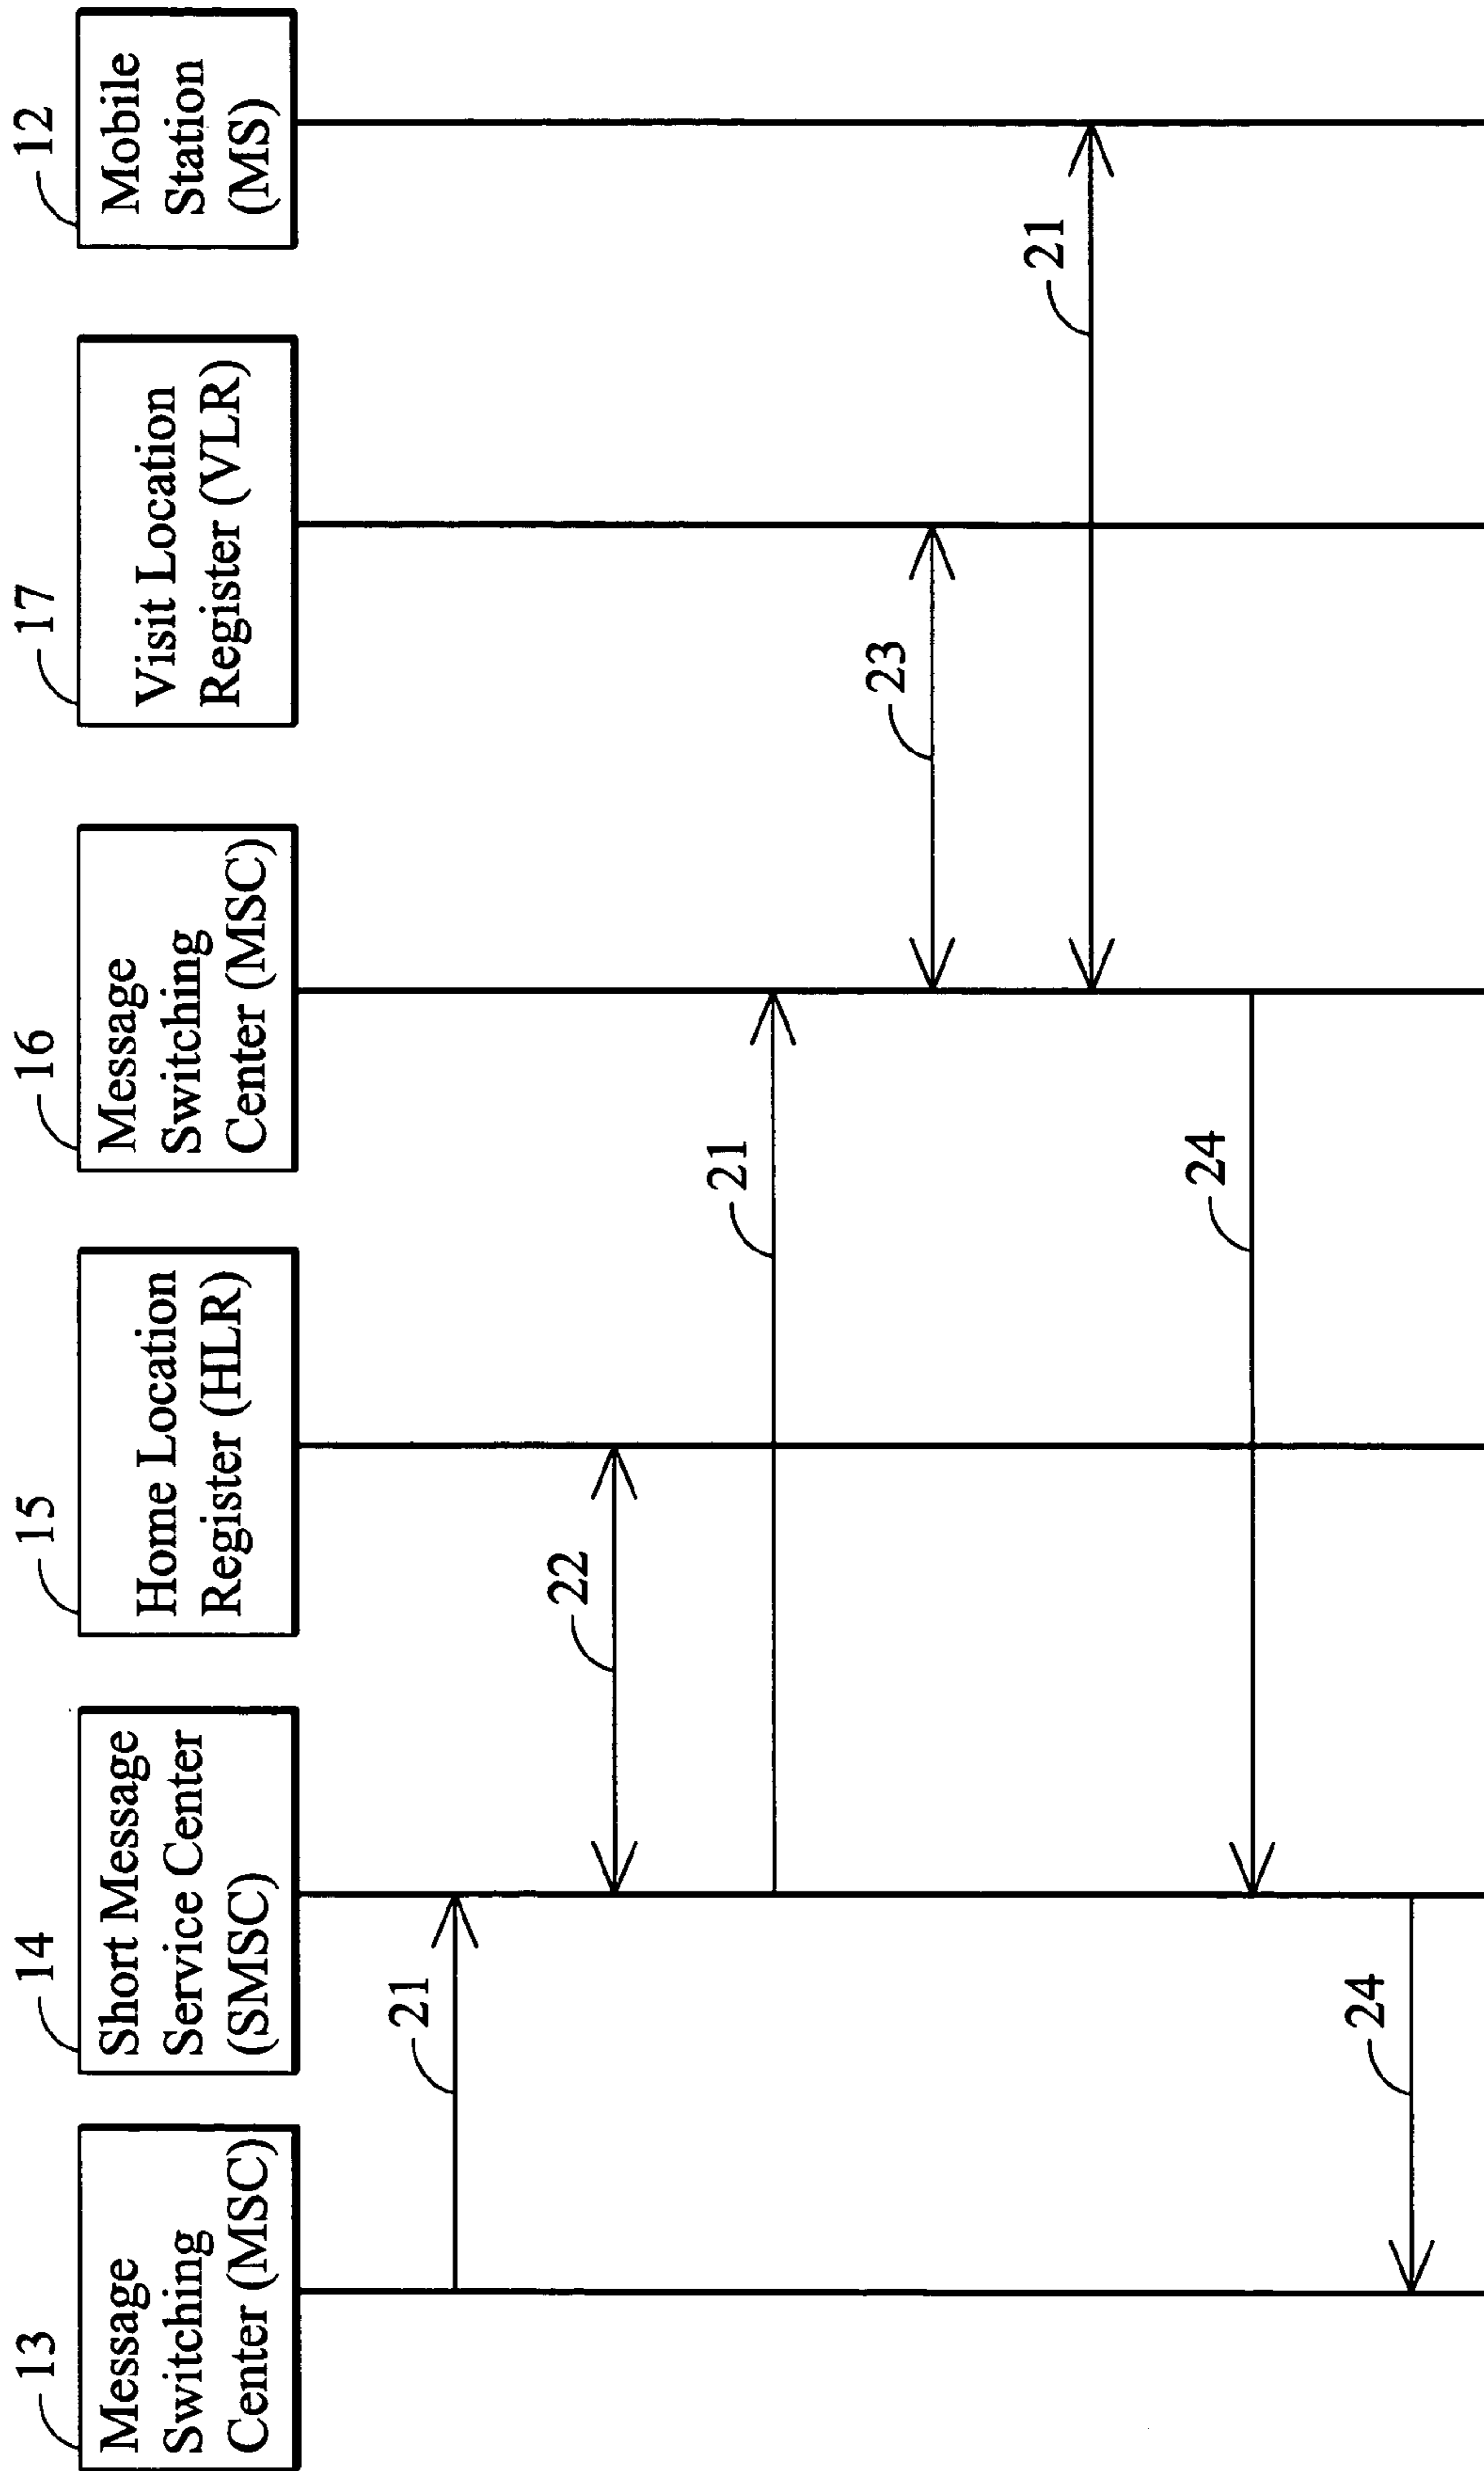 13
Message
Switching
Center (MSC)
14
Short Message
Service Center
(SMSC)
15
Home Location
Register (HLR)
16
Message
Switching
Center (MSC)
17
Visit Location
Register (VLR)
12
Mobile
Station
(MS)
21
22
21
23
21
24
24